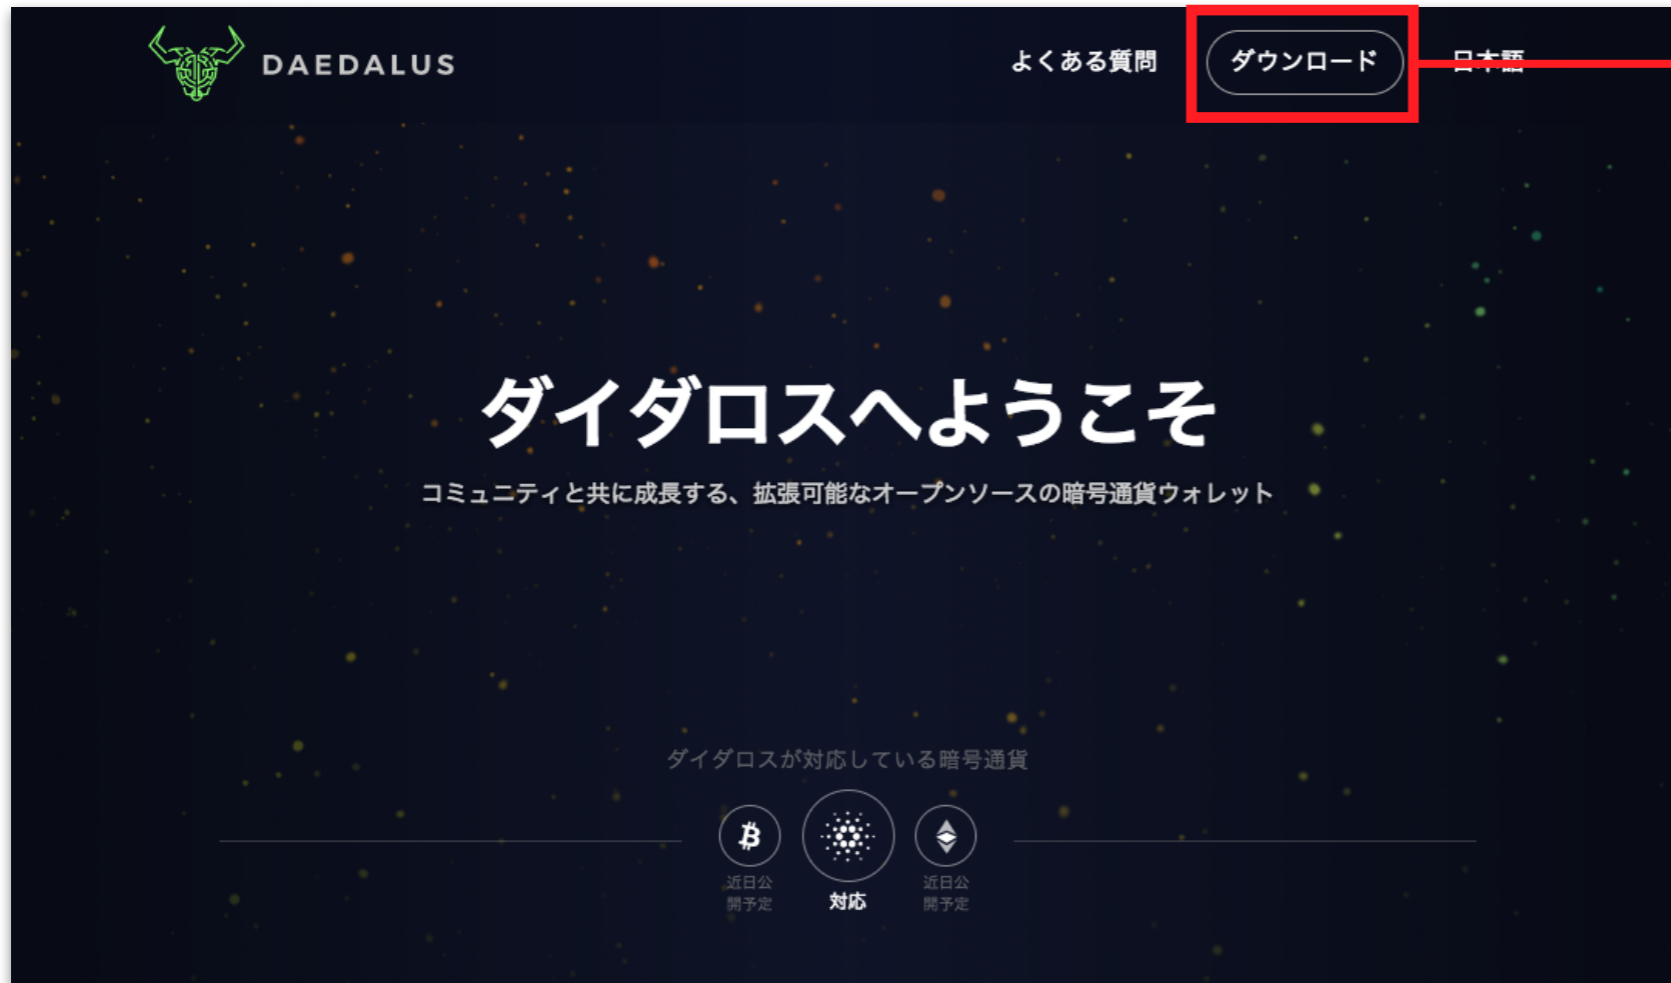 DAEDALUS
よくある質問
ダウンロード
日本語
ダイダロスへようこそ
コミュニティと共に成長する、拡張可能なオープンソースの暗号通貨ウォレット
ダイダロスが対応している暗号通貨
近日公
開予定
対応
近日公
開予定